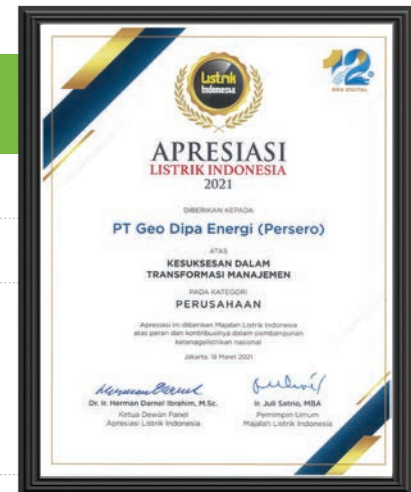 Listrik
Indonesia
12
ERA DIGITAL
APRESIASI
LISTRIK INDONESIA
2021
DIBERIKAN KEPADA
PT Geo Dipa Energi (Persero)
ATAS
KESUKSESAN DALAM
TRANSFORMASI MANAJEMEN
PADA KATEGORI
PERUSAHAAN
Apresiasi ini diberikan Majalah Listrik Indonesia
atas peran dan kontribusinya dalam pembangunan
ketenagalistrikan nasional
Jakarta, 18 Maret 2021
Dr. Ir. Herman Darnel Ibrahim, M.Sc.
Ketua Dewan Panel
Apresiasi Listrik Indonesia
Ir. Juli Satrio, MBA
Pemimpin Umum
Majalah Listrik Indonesia